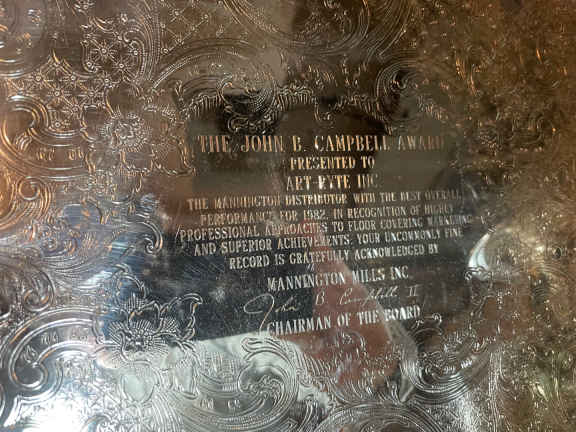 THE JOHN B. CAMPBELL AWARD
PRESENTED TO
ART-RYTE INC.
THE MANNINGTON DISTRIBUTOR WITH THE BEST OVERALL
PERFORMANCE FOR 1982. IN RECOGNITION OF HIGHLY
PROFESSIONAL APPROACHES TO FLOOR COVERING MARKETING
AND SUPERIOR ACHIEVEMENTS. YOUR UNCOMMONLY FINE
RECORD IS GRATEFULLY ACKNOWLEDGED BY
MANNINGTON MILLS INC.
John B Campbell II
CHAIRMAN OF THE BOARD